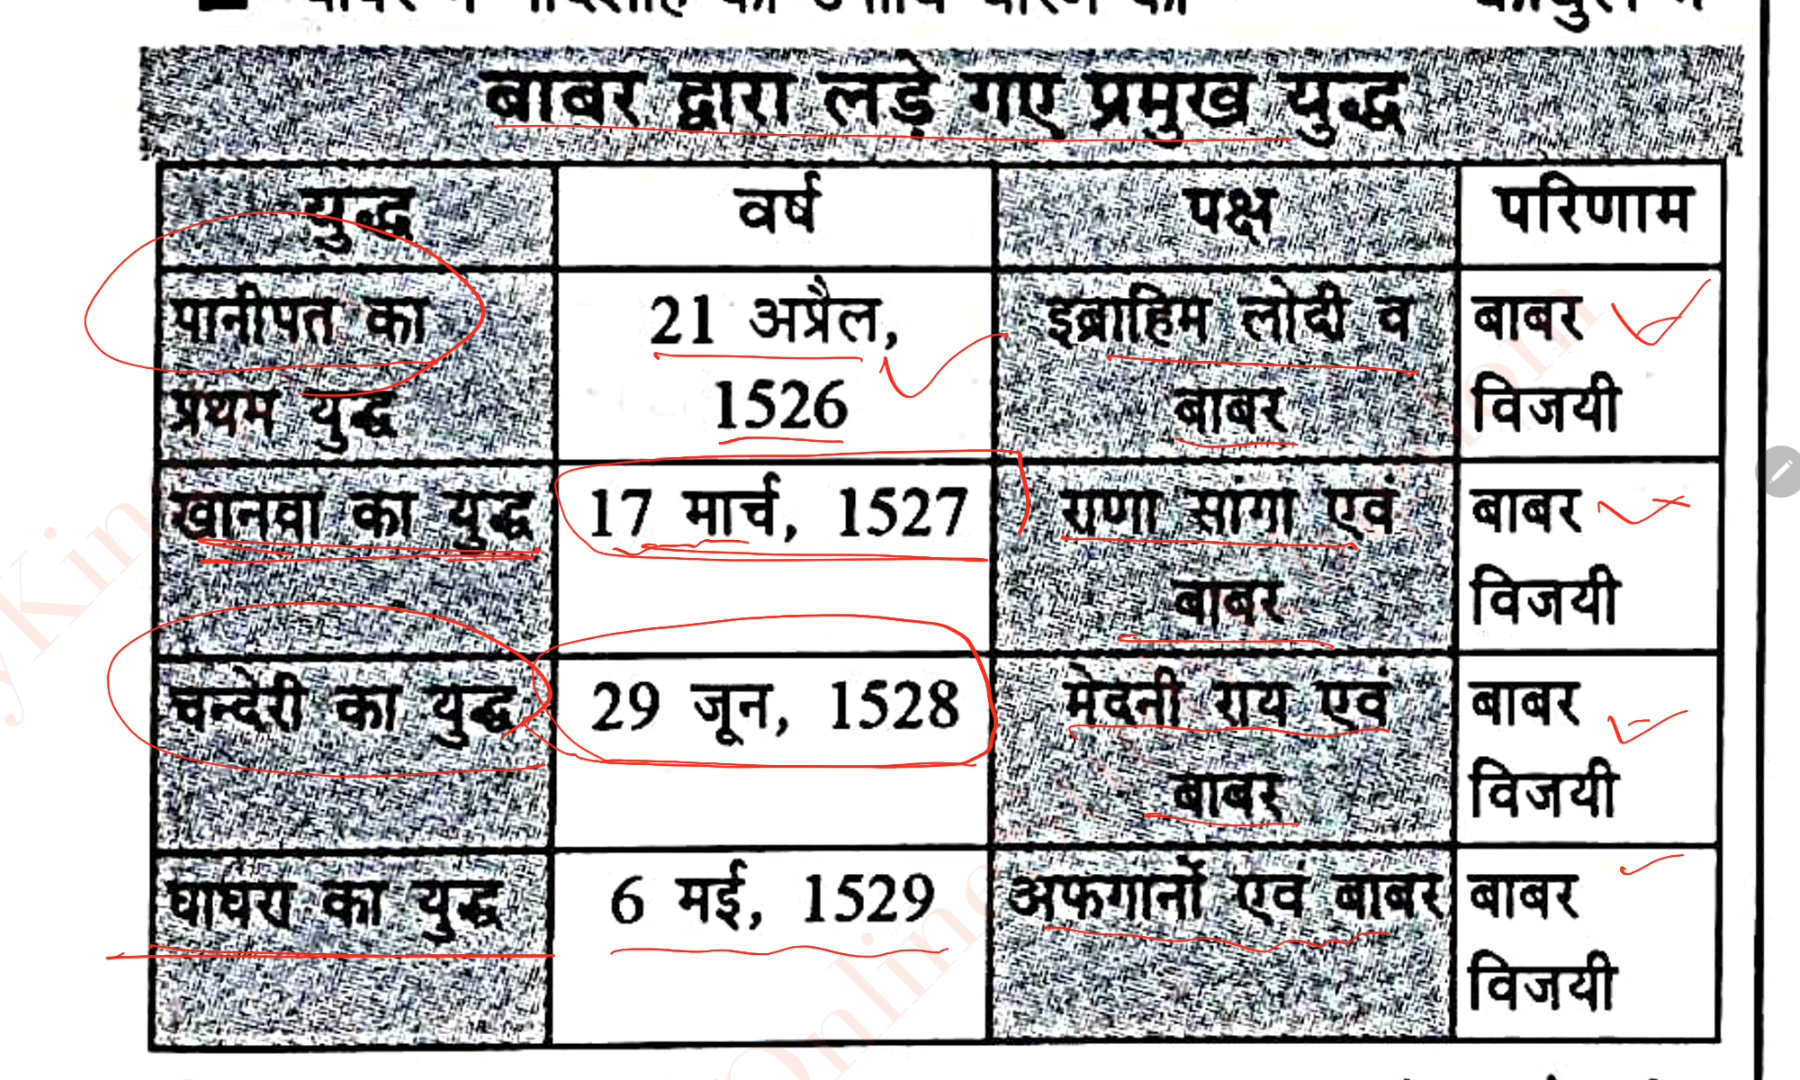 बाबर द्वारा लड़े गए प्रमुख युद्ध
युद्ध वर्ष पक्ष परिणाम
पानीपत का 21 अप्रैल, इब्राहिम लोदी व बाबर
प्रथम युद्ध 1526 बाबर विजयी
खानवा का युद्ध 17 मार्च, 1527 राणा सांगा एवं बाबर
बाबर विजयी
चन्देरी का युद्ध 29 जून, 1528 मेदनी राय एवं बाबर
बाबर विजयी
घाघरा का युद्ध 6 मई, 1529 अफगानों एवं बाबर बाबर
विजयी